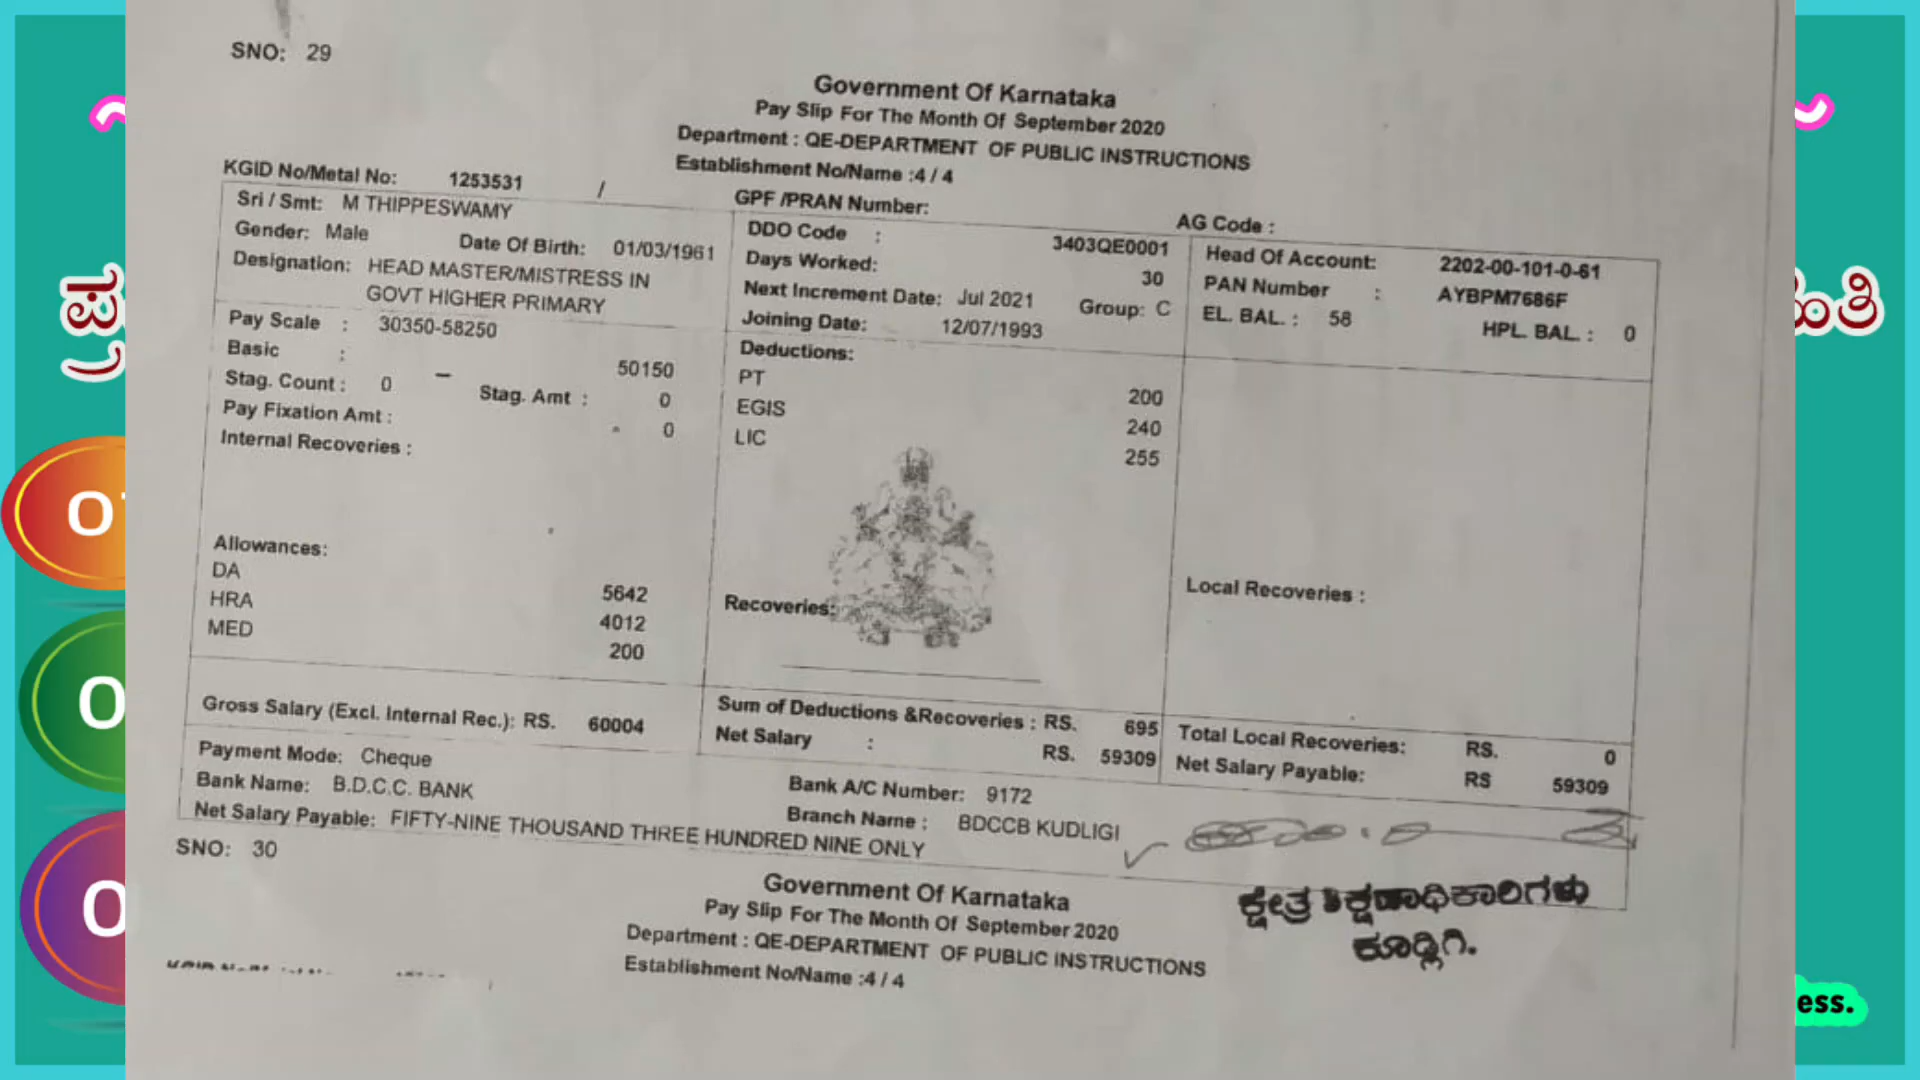 SNO: 29
Government Of Karnataka
Pay Slip For The Month Of September 2020
Department : QE-DEPARTMENT OF PUBLIC INSTRUCTIONS
Establishment No/Name :4 / 4
KGID No/Metal No: 1253531 /
GPF /PRAN Number:
AG Code :
Sri / Smt: M THIPPESWAMY
Gender: Male Date Of Birth: 01/03/1961
Designation: HEAD MASTER/MISTRESS IN
GOVT HIGHER PRIMARY
DDO Code : 3403QE0001
Days Worked: 30
Next Increment Date: Jul 2021 Group: C
Joining Date: 12/07/1993
Head Of Account: 2202-00-101-0-61
PAN Number : AYBPM7686F
EL. BAL. : 58 HPL. BAL. : 0
Pay Scale : 30350-58250
Basic : 50150
Stag. Count : 0 Stag. Amt : 0
Pay Fixation Amt : 0
Internal Recoveries :
Deductions:
PT 200
EGIS 240
LIC 255
Allowances:
DA 5642
HRA 4012
MED 200
Recoveries:
Local Recoveries :
Gross Salary (Excl. Internal Rec.): RS. 60004
Sum of Deductions &Recoveries : RS. 695
Net Salary : RS. 59309
Total Local Recoveries: RS. 0
Net Salary Payable: RS 59309
Payment Mode: Cheque
Bank Name: B.D.C.C. BANK
Bank A/C Number: 9172
Branch Name : BDCCB KUDLIGI
Net Salary Payable: FIFTY-NINE THOUSAND THREE HUNDRED NINE ONLY
ಕ್ಷೇತ್ರ ಶಿಕ್ಷಣಾಧಿಕಾರಿಗಳು
ಕೂಡ್ಲಿಗಿ.
SNO: 30
Government Of Karnataka
Pay Slip For The Month Of September 2020
Department : QE-DEPARTMENT OF PUBLIC INSTRUCTIONS
Establishment No/Name :4 / 4
ess.